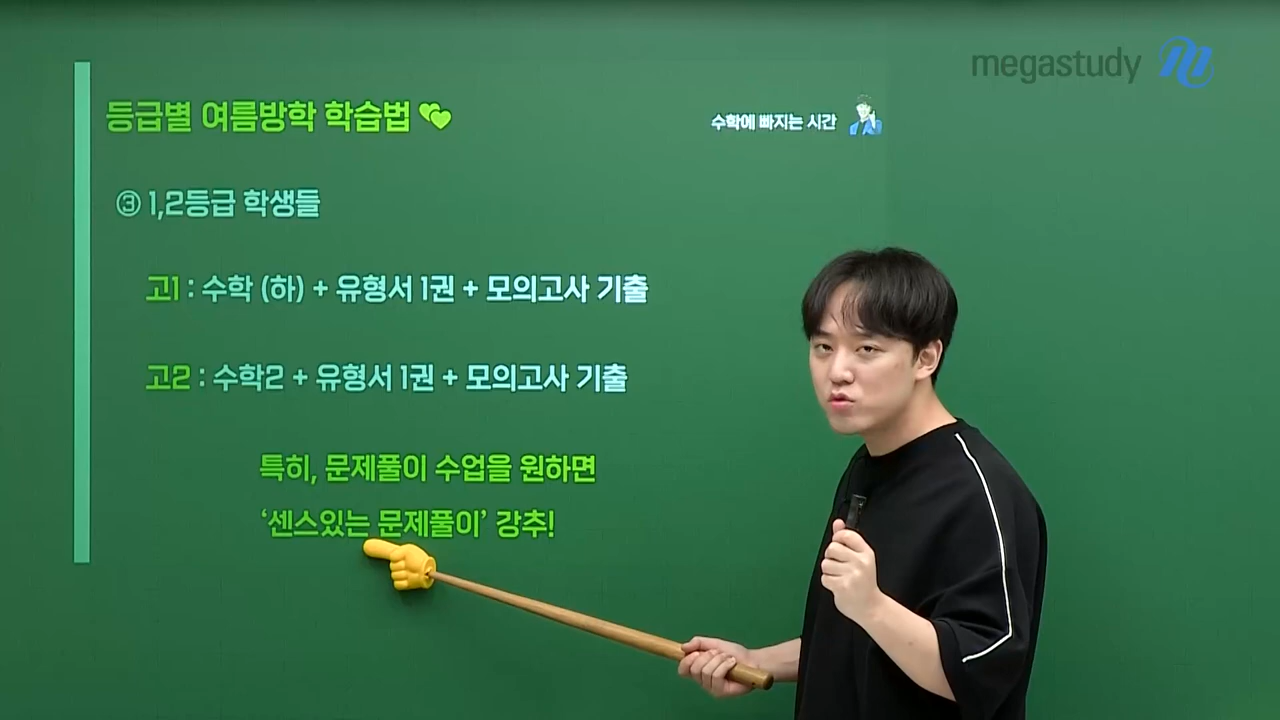 megastudy
등급별 여름방학 학습법
수학에 빠지는 시간
③ 1,2등급 학생들
고1 : 수학 (하) + 유형서 1권 + 모의고사 기출
고2 : 수학2 + 유형서 1권 + 모의고사 기출
특히, 문제풀이 수업을 원하면
‘센스있는 문제풀이’ 강추!